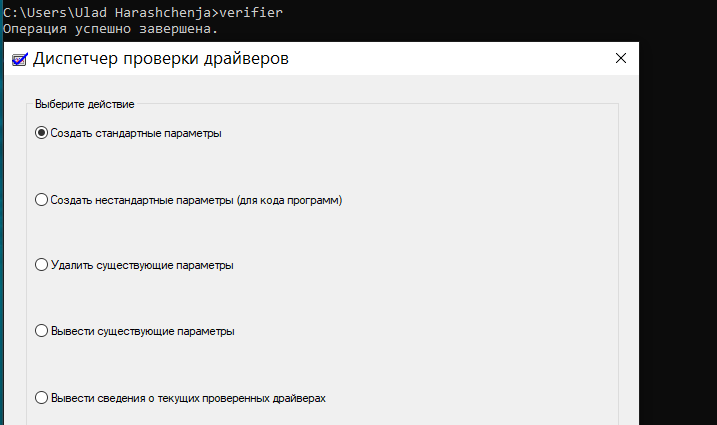 C:\Users\Ulad Harashchenja>verifier
Операция успешно завершена.
Диспетчер проверки драйверов
Выберите действие
Создать стандартные параметры
Создать нестандартные параметры (для кода программ)
Удалить существующие параметры
Вывести существующие параметры
Вывести сведения о текущих проверенных драйверах